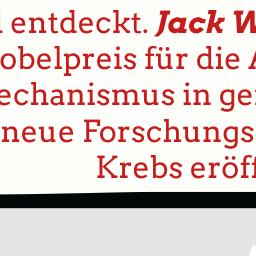 entdeckt. Jack W
obelpreis für die A
echanismus in ge
neue Forschungs
Krebs eröff